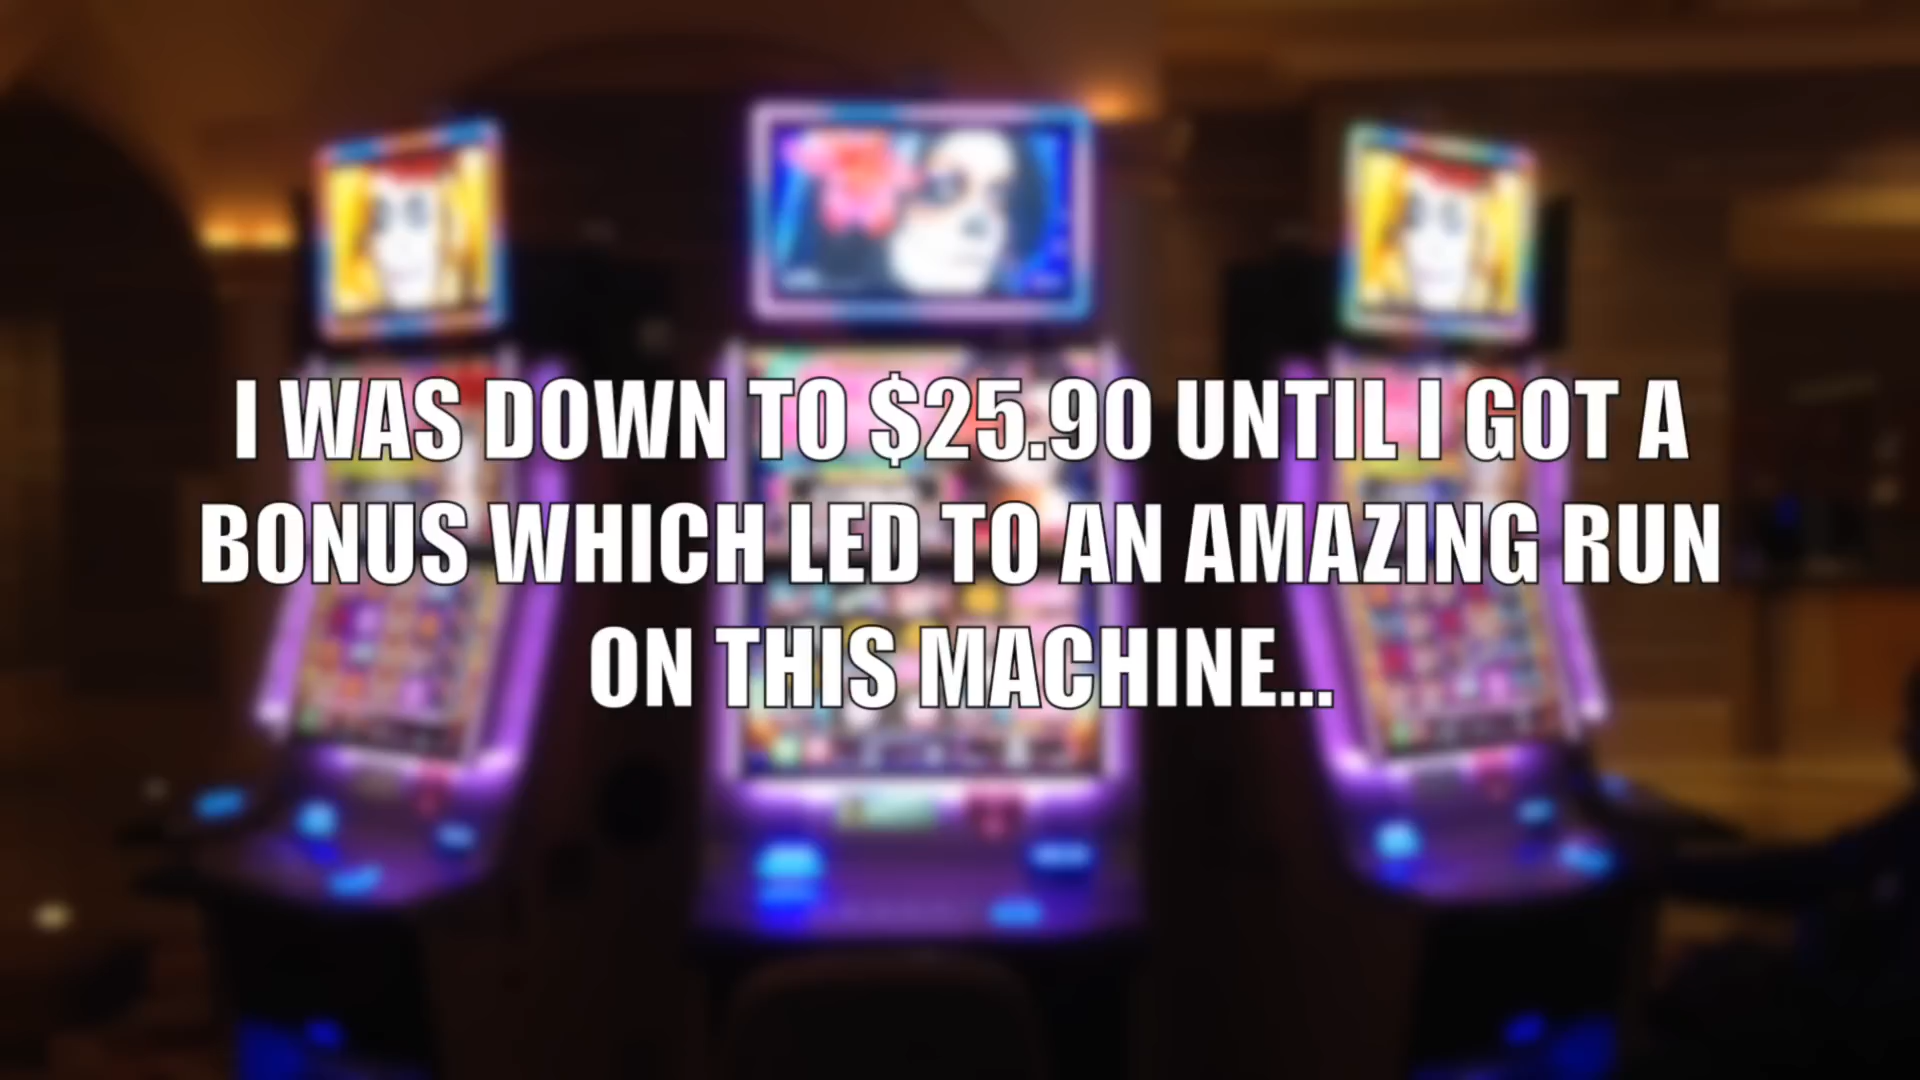 I WAS DOWN TO $25.90 UNTIL I GOT A
BONUS WHICH LED TO AN AMAZING RUN
ON THIS MACHINE...